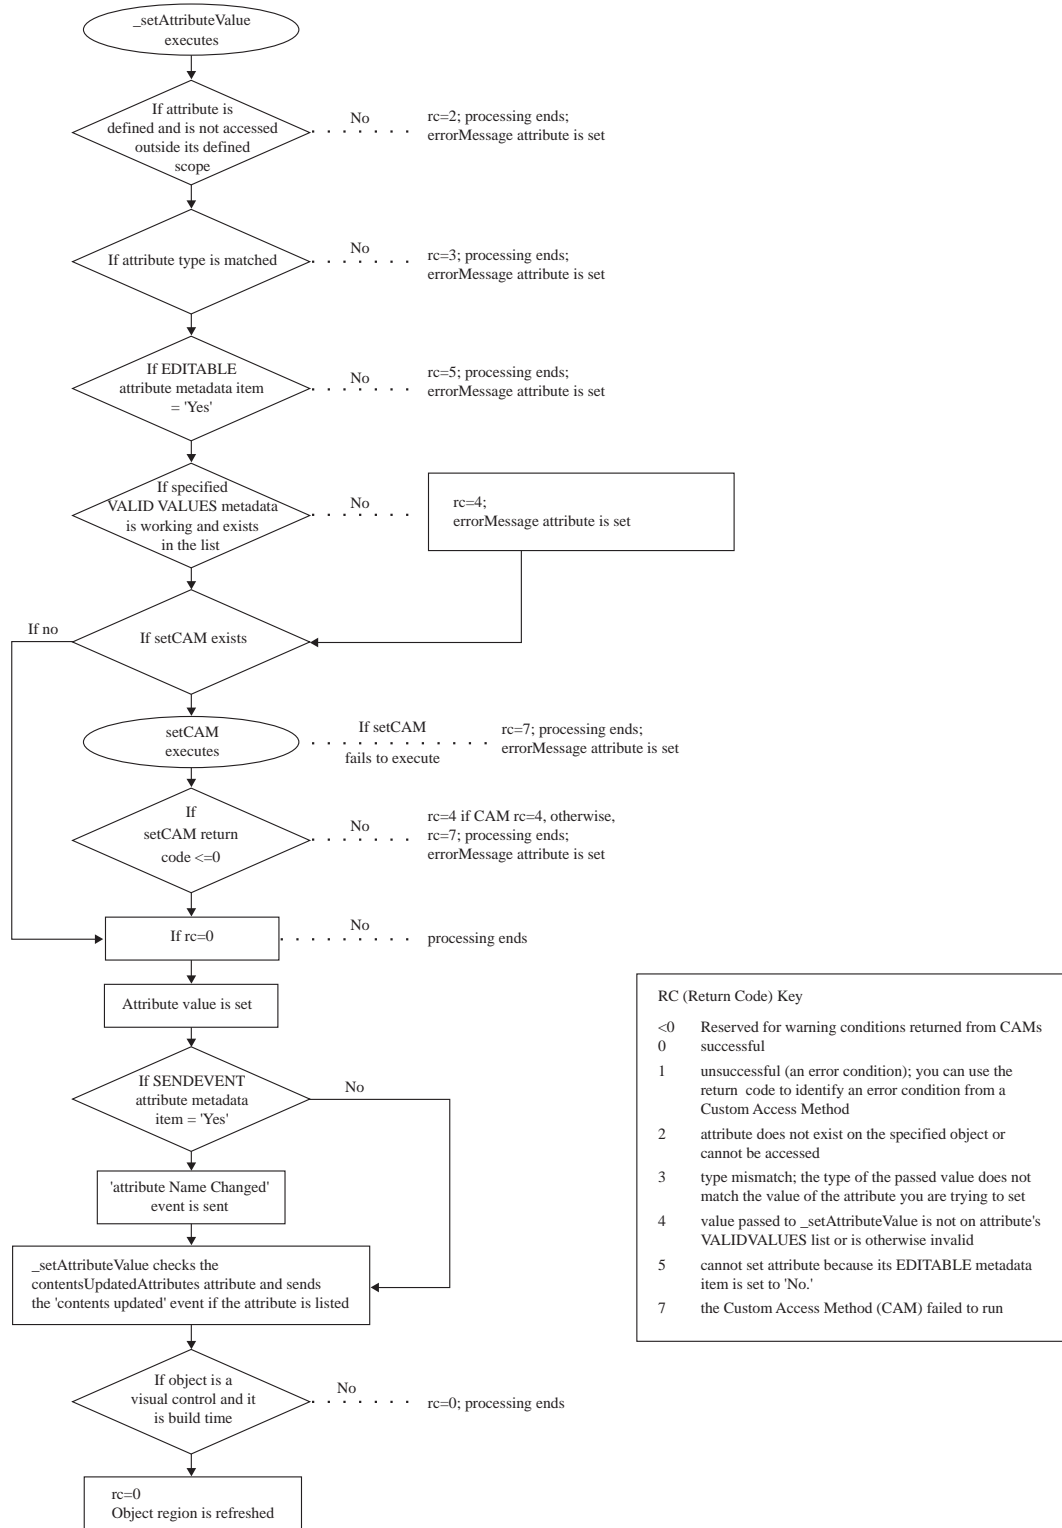 _setAttributeValue
executes
If attribute is
defined and is not accessed
outside its defined
scope
No
rc=2; processing ends;
errorMessage attribute is set
If attribute type is matched
No
rc=3; processing ends;
errorMessage attribute is set
If EDITABLE
attribute metadata item
= 'Yes'
No
rc=5; processing ends;
errorMessage attribute is set
If specified
VALID VALUES metadata
is working and exists
in the list
No
rc=4;
errorMessage attribute is set
If no
If setCAM exists
setCAM
executes
If setCAM
fails to execute
rc=7; processing ends;
errorMessage attribute is set
If
setCAM return
code <=0
No
rc=4 if CAM rc=4, otherwise,
rc=7; processing ends;
errorMessage attribute is set
If rc=0
No
processing ends
Attribute value is set
If SENDEVENT
attribute metadata
item = 'Yes'
No
'attribute Name Changed'
event is sent
_setAttributeValue checks the
contentsUpdatedAttributes attribute and sends
the 'contents updated' event if the attribute is listed
If object is a
visual control and it
is build time
No
rc=0; processing ends
rc=0
Object region is refreshed
RC (Return Code) Key
<0 Reserved for warning conditions returned from CAMs
0 successful
1 unsuccessful (an error condition); you can use the
return code to identify an error condition from a
Custom Access Method
2 attribute does not exist on the specified object or
cannot be accessed
3 type mismatch; the type of the passed value does not
match the value of the attribute you are trying to set
4 value passed to _setAttributeValue is not on attribute's
VALIDVALUES list or is otherwise invalid
5 cannot set attribute because its EDITABLE metadata
item is set to 'No.'
7 the Custom Access Method (CAM) failed to run